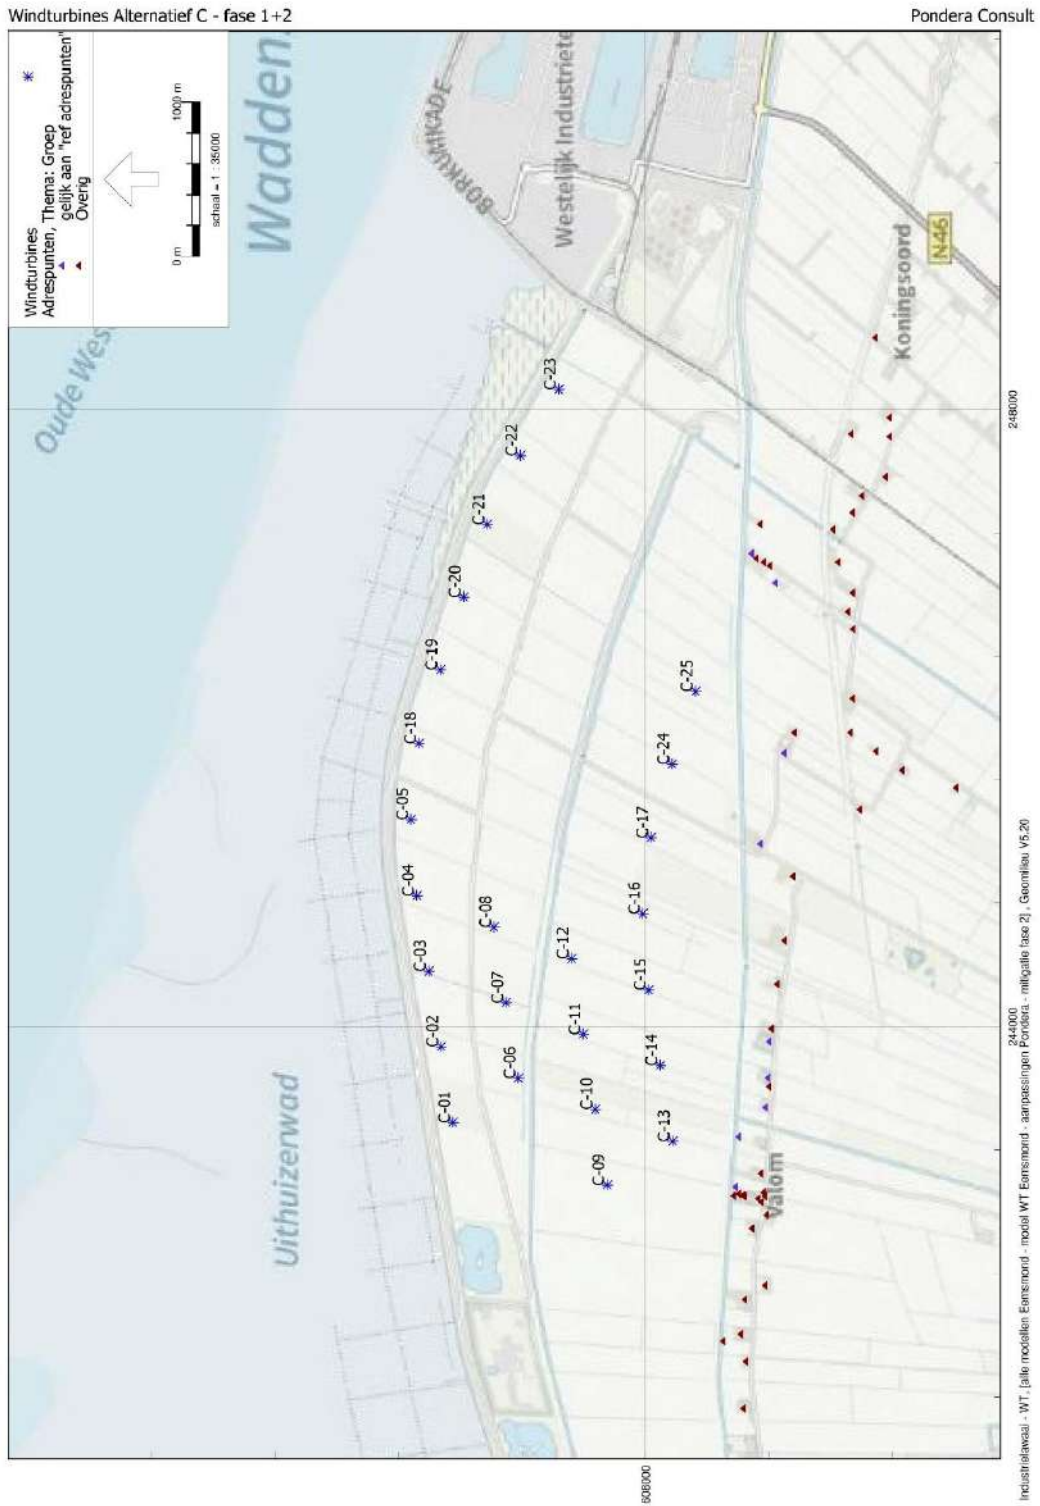 Windturbines Alternatief C - fase 1+2
Pondera Consult
Windturbines
Adrespunten, Thema: Groep
gelijk aan "ref adrespunten"
Overig
0 m
1000 m
schaal = 1 : 35000
Oude Wes
Wadden
BORKUMKADE
Westelijk Industriete
Koningsoord
N46
Uithuizerwad
Valom
C-01
C-02
C-03
C-04
C-05
C-18
C-19
C-20
C-21
C-22
C-23
C-06
C-07
C-08
C-09
C-10
C-11
C-12
C-13
C-14
C-15
C-16
C-17
C-24
C-25
244000
248000
608000
Industrielawaai - WT, [alle modellen Eemsmond - model WT Eemsmond - aanpassingen Pondera - mitigatie fase 2] , Geomilieu V5.20